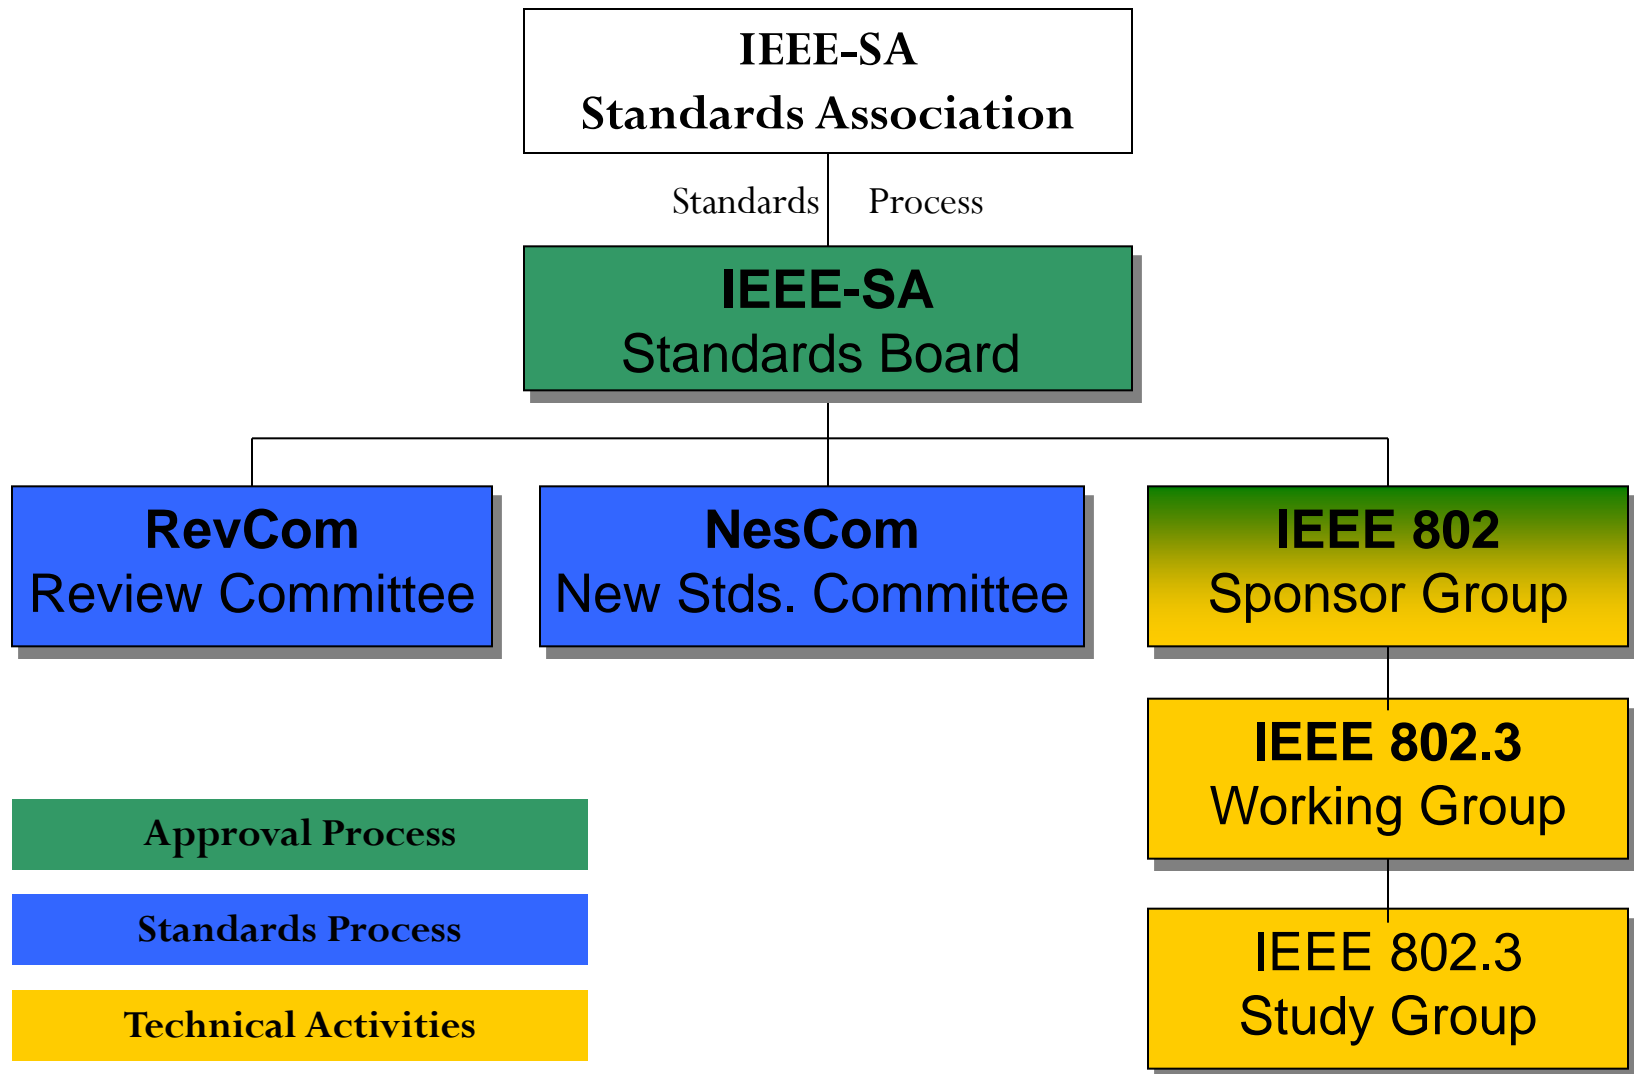 IEEE-SA
Standards Association
Standards Process
IEEE-SA
Standards Board
RevCom
Review Committee
NesCom
New Stds. Committee
IEEE 802
Sponsor Group
IEEE 802.3
Working Group
IEEE 802.3
Study Group
Approval Process
Standards Process
Technical Activities